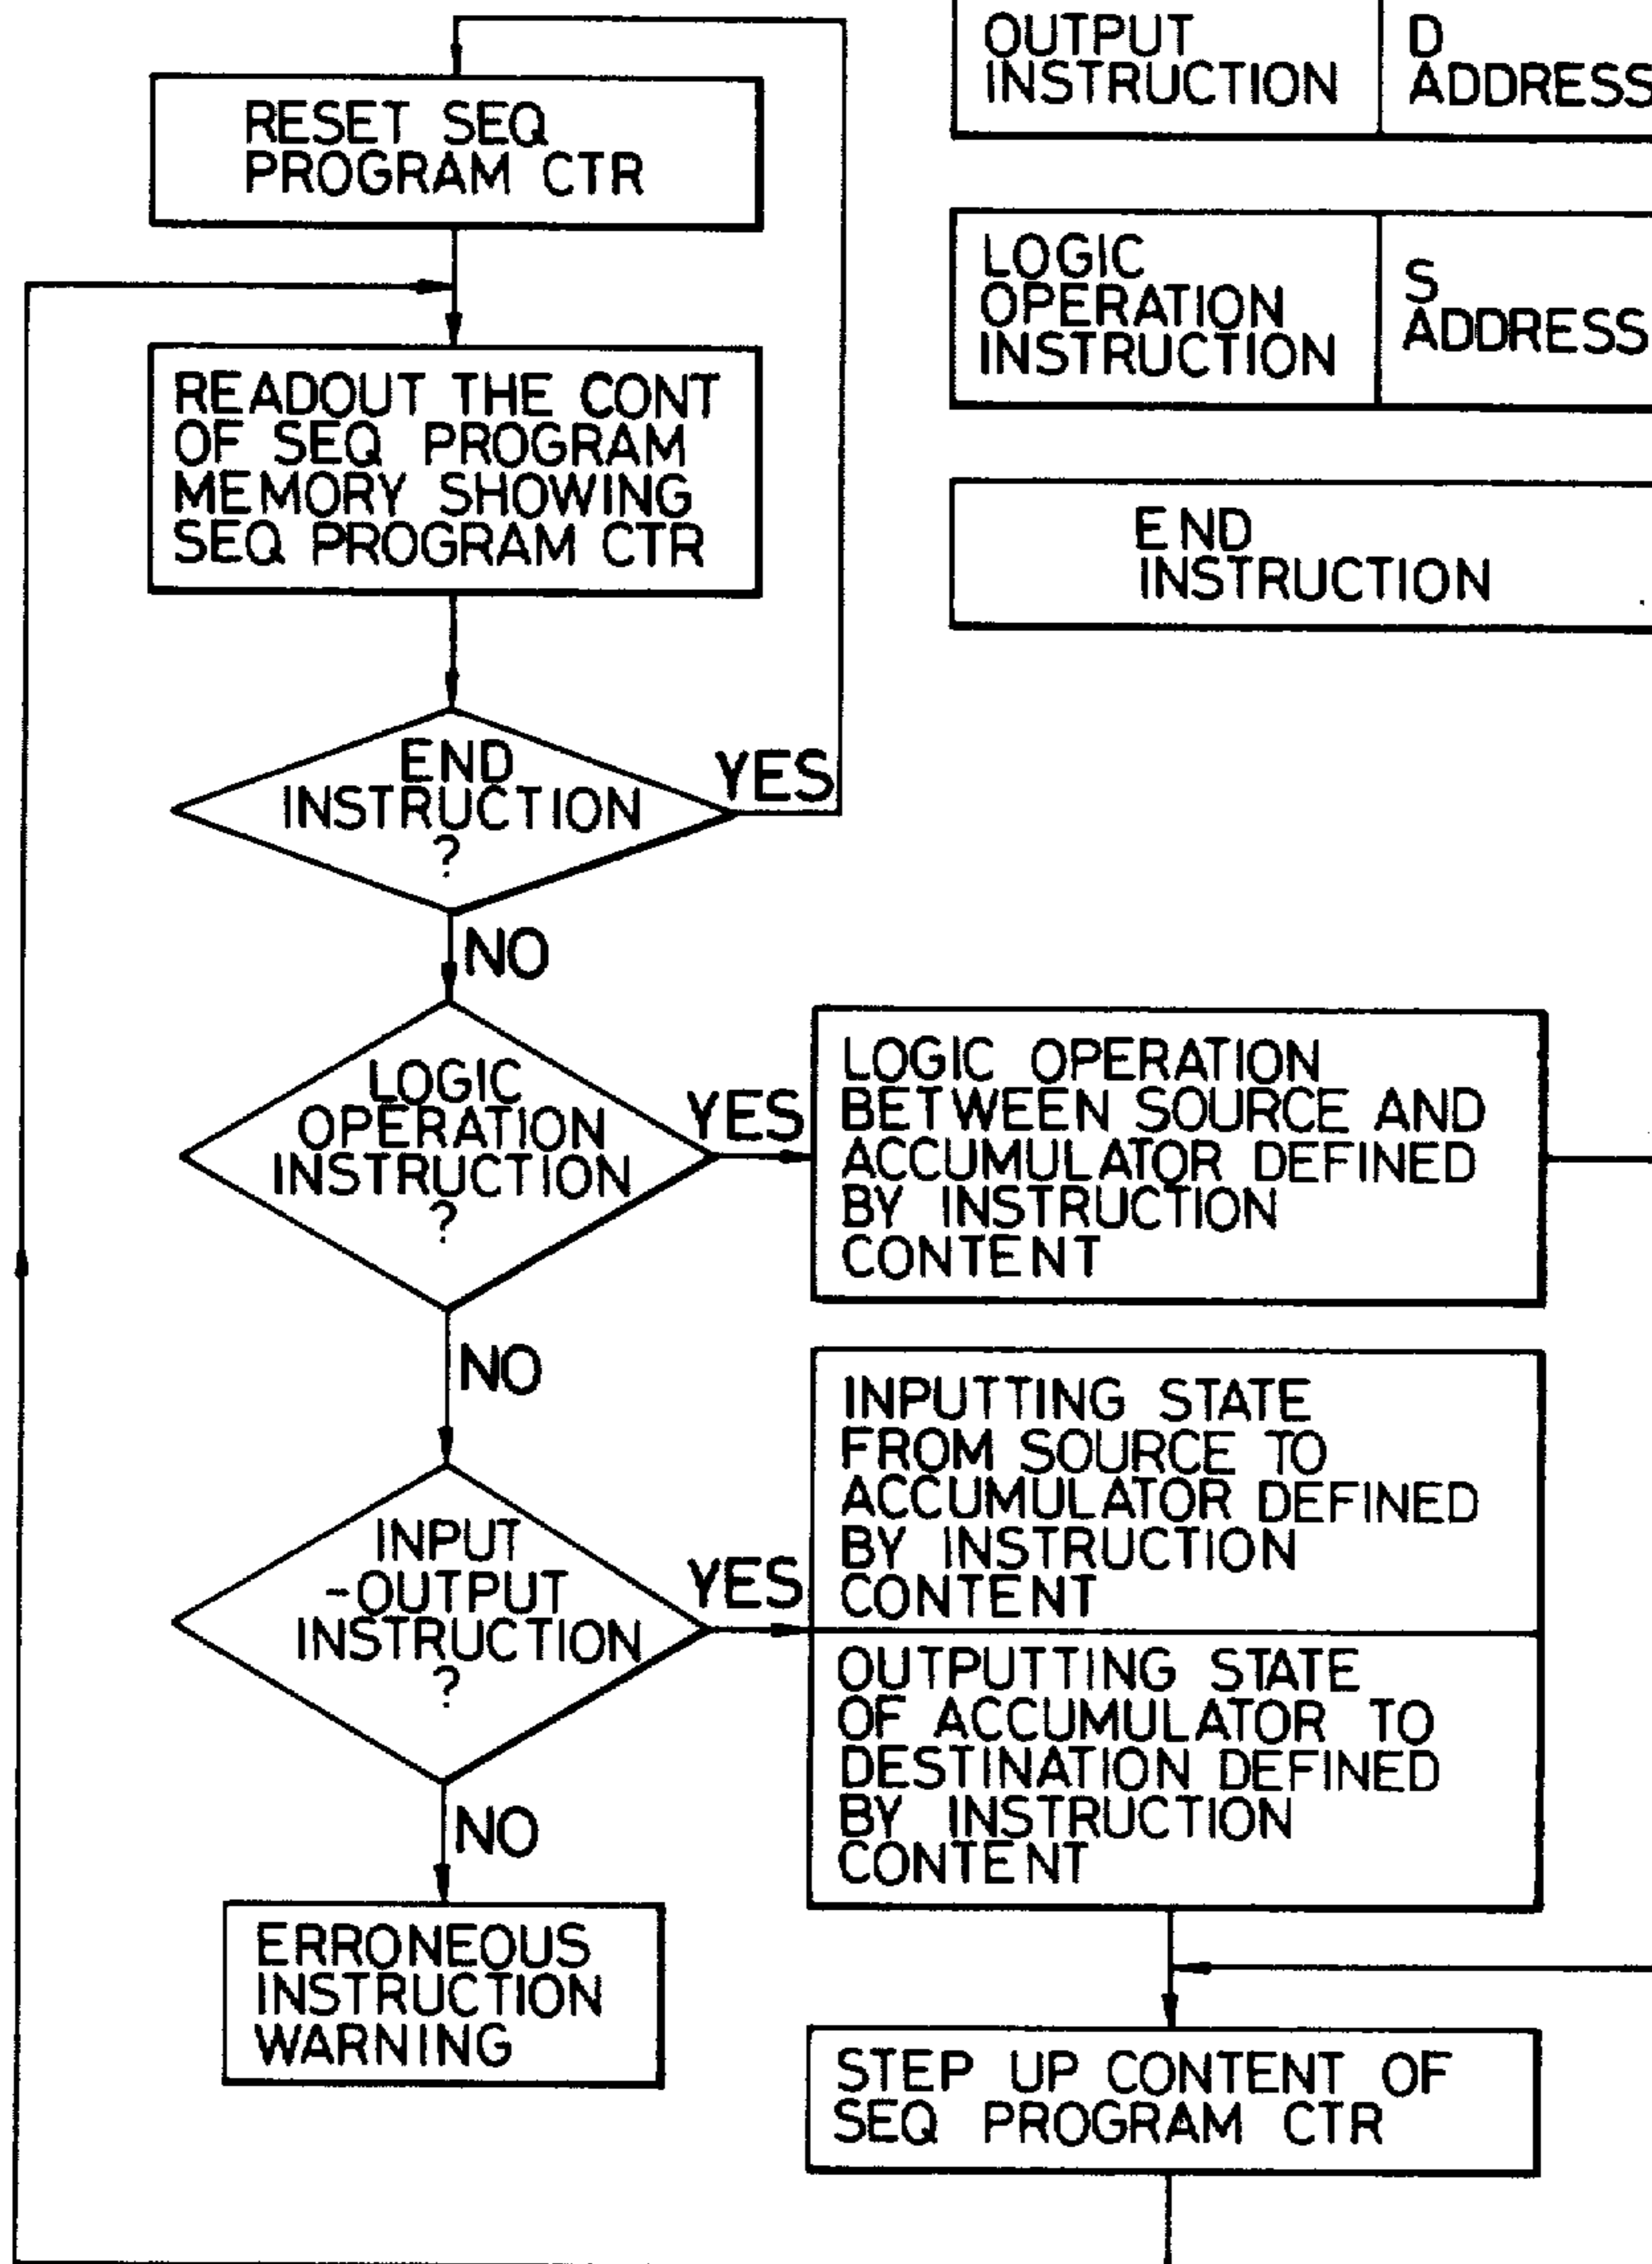 RESET SEQ
PROGRAM CTR
READOUT THE CONT
OF SEQ PROGRAM
MEMORY SHOWING
SEQ PROGRAM CTR
END
INSTRUCTION
?
YES
NO
LOGIC
OPERATION
INSTRUCTION
?
YES
NO
INPUT
-OUTPUT
INSTRUCTION
?
YES
NO
ERRONEOUS
INSTRUCTION
WARNING
OUTPUT
INSTRUCTION
D
ADDRESS
LOGIC
OPERATION
INSTRUCTION
S
ADDRESS
END
INSTRUCTION
LOGIC OPERATION
BETWEEN SOURCE AND
ACCUMULATOR DEFINED
BY INSTRUCTION
CONTENT
INPUTTING STATE
FROM SOURCE TO
ACCUMULATOR DEFINED
BY INSTRUCTION
CONTENT
OUTPUTTING STATE
OF ACCUMULATOR TO
DESTINATION DEFINED
BY INSTRUCTION
CONTENT
STEP UP CONTENT OF
SEQ PROGRAM CTR